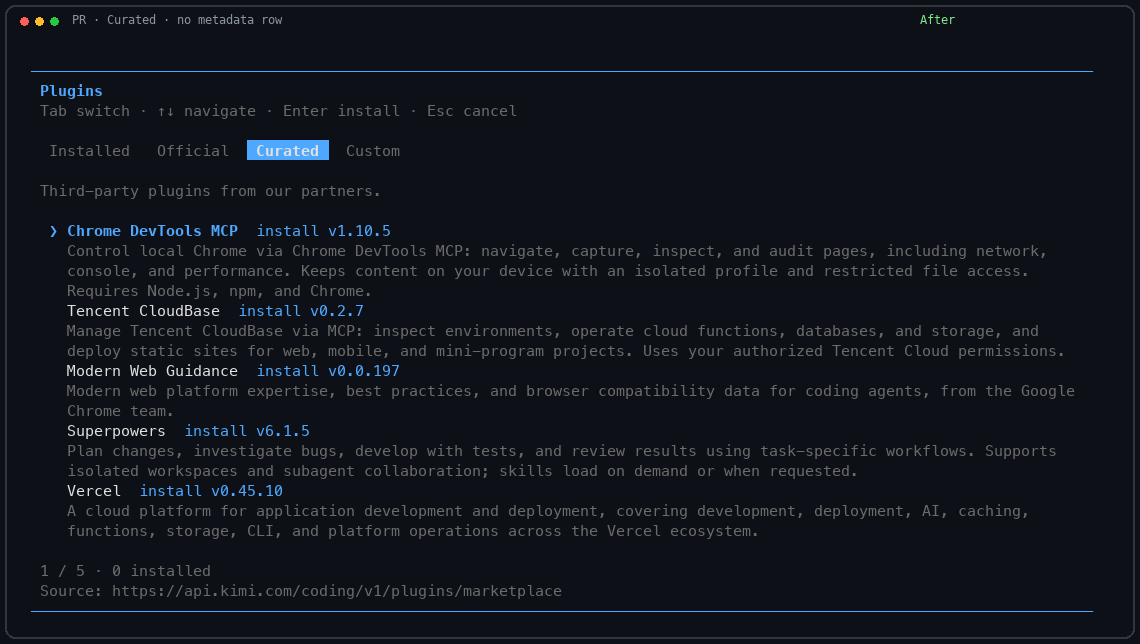 PR · Curated · no metadata row
After
Plugins
Tab switch · ↑↓ navigate · Enter install · Esc cancel
Installed Official Curated Custom
Third-party plugins from our partners.
❯ Chrome DevTools MCP install v1.10.5
Control local Chrome via Chrome DevTools MCP: navigate, capture, inspect, and audit pages, including network,
console, and performance. Keeps content on your device with an isolated profile and restricted file access.
Requires Node.js, npm, and Chrome.
Tencent CloudBase install v0.2.7
Manage Tencent CloudBase via MCP: inspect environments, operate cloud functions, databases, and storage, and
deploy static sites for web, mobile, and mini-program projects. Uses your authorized Tencent Cloud permissions.
Modern Web Guidance install v0.0.197
Modern web platform expertise, best practices, and browser compatibility data for coding agents, from the Google
Chrome team.
Superpowers install v6.1.5
Plan changes, investigate bugs, develop with tests, and review results using task-specific workflows. Supports
isolated workspaces and subagent collaboration; skills load on demand or when requested.
Vercel install v0.45.10
A cloud platform for application development and deployment, covering development, deployment, AI, caching,
functions, storage, CLI, and platform operations across the Vercel ecosystem.
1 / 5 · 0 installed
Source: https://api.kimi.com/coding/v1/plugins/marketplace